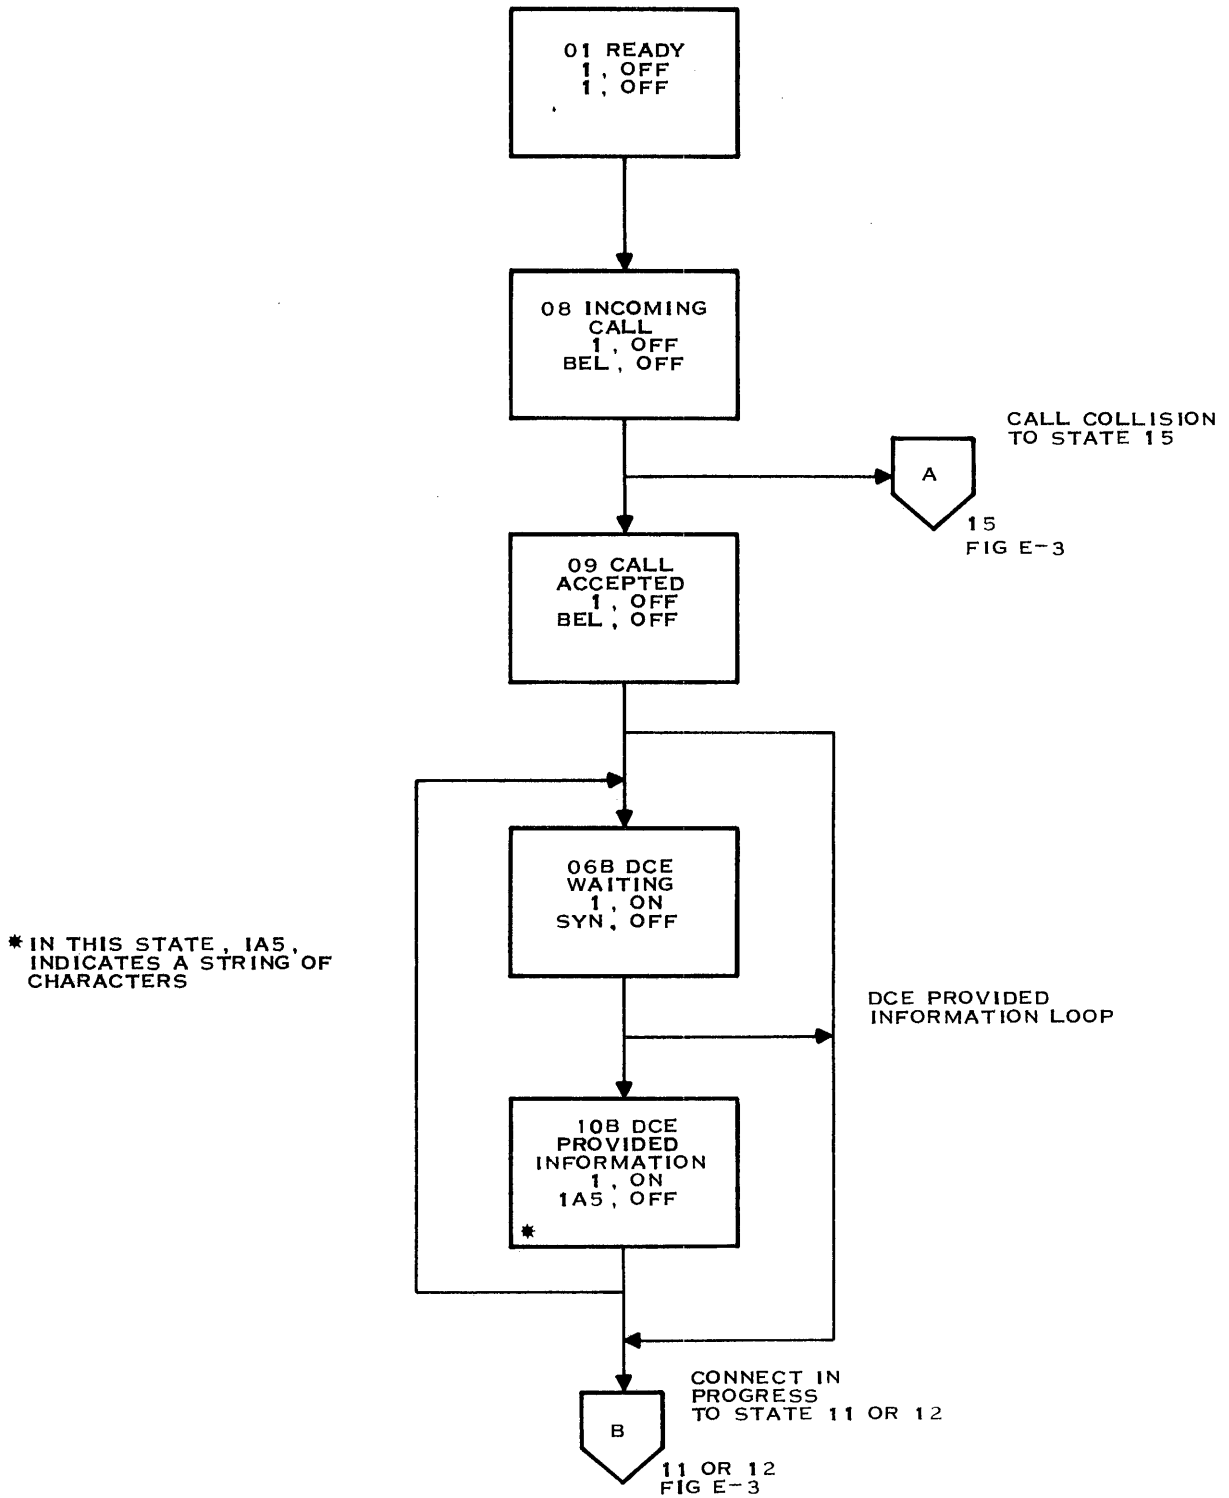 01 READY
1, OFF
1, OFF
08 INCOMING
CALL
1, OFF
BEL, OFF
CALL COLLISION
TO STATE 15
A
15
FIG E-3
09 CALL
ACCEPTED
1, OFF
BEL, OFF
06B DCE
WAITING
1, ON
SYN, OFF
* IN THIS STATE, IA5,
INDICATES A STRING OF
CHARACTERS
DCE PROVIDED
INFORMATION LOOP
10B DCE
PROVIDED
INFORMATION
1, ON
1A5, OFF
*
CONNECT IN
PROGRESS
TO STATE 11 OR 12
B
11 OR 12
FIG E-3